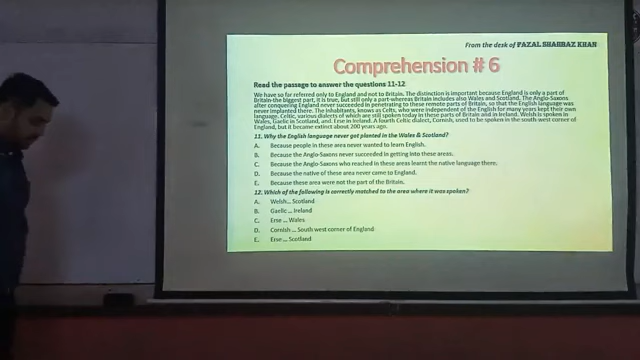 From the desk of FAZAL SHAHBAZ KHAN
Comprehension # 6
Read the passage to answer the questions 11-12
We have so far referred only to England and not to Britain. The distinction is important because England is only a part of
Britain-the biggest part, it is true, but still only a part-whereas Britain includes also Wales and Scotland. The Anglo-Saxons
after conquering England never succeeded in penetrating to these remote parts of Britain, so that the English language was
never implanted there. The inhabitants, known as Celts, who were independent of the English for many years kept their own
language. Celtic, various dialects of which are still spoken today in these parts of Britain and in Ireland. Welsh is spoken in
Wales, Gaelic in Scotland, and. Erse in Ireland. A fourth Celtic dialect, Cornish, used to be spoken in the south west corner of
England, but it became extinct about 200 years ago.
11. Why the English language never got planted in the Wales & Scotland?
A. Because people in these area never wanted to learn English.
B. Because the Anglo-Saxons never succeeded in getting into these areas.
C. Because the Anglo-Saxons who reached in these areas learnt the native language there.
D. Because the native of these area never came to England.
E. Because these area were not the part of the Britain.
12. Which of the following is correctly matched to the area where it was spoken?
A. Welsh... Scotland
B. Gaelic ... Ireland
C. Erse ... Wales
D. Cornish ... South west corner of England
E. Erse.... Scotland